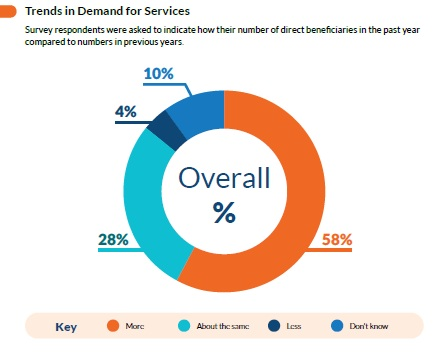 Trends in Demand for Services
Survey respondents were asked to indicate how their number of direct beneficiaries in the past year
compared to numbers in previous years.
10%
4%
Overall
%
28%
58%
Key
More
About the same
Less
Don't know